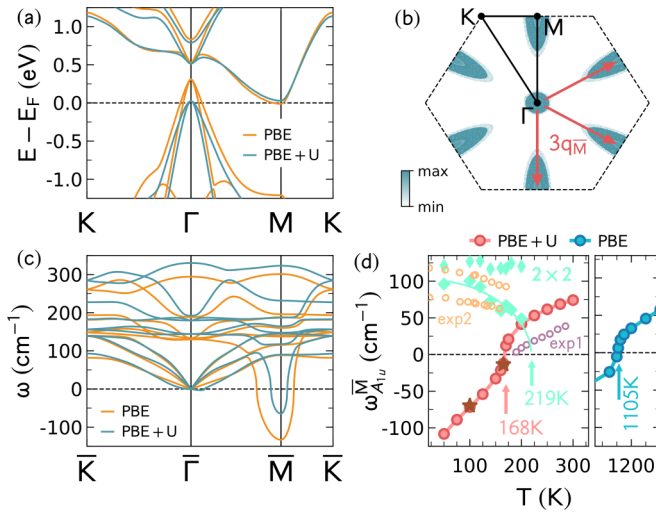 (a)
E − E_F (eV)
1.0
0.5
0.0
-0.5
-1.0
PBE
PBE+U
K
Γ
M
K
(b)
K
M
Γ
3q_M̅
max
min
(c)
ω (cm⁻¹)
300
200
100
0
-100
PBE
PBE+U
K̅
Γ̅
M̅
K̅
PBE+U
PBE
(d)
ω^M̅_A₁ᵤ (cm⁻¹)
100
50
0
-50
-100
2×2
exp2
exp1
219K
168K
1105K
100
200
300
1200
T (K)